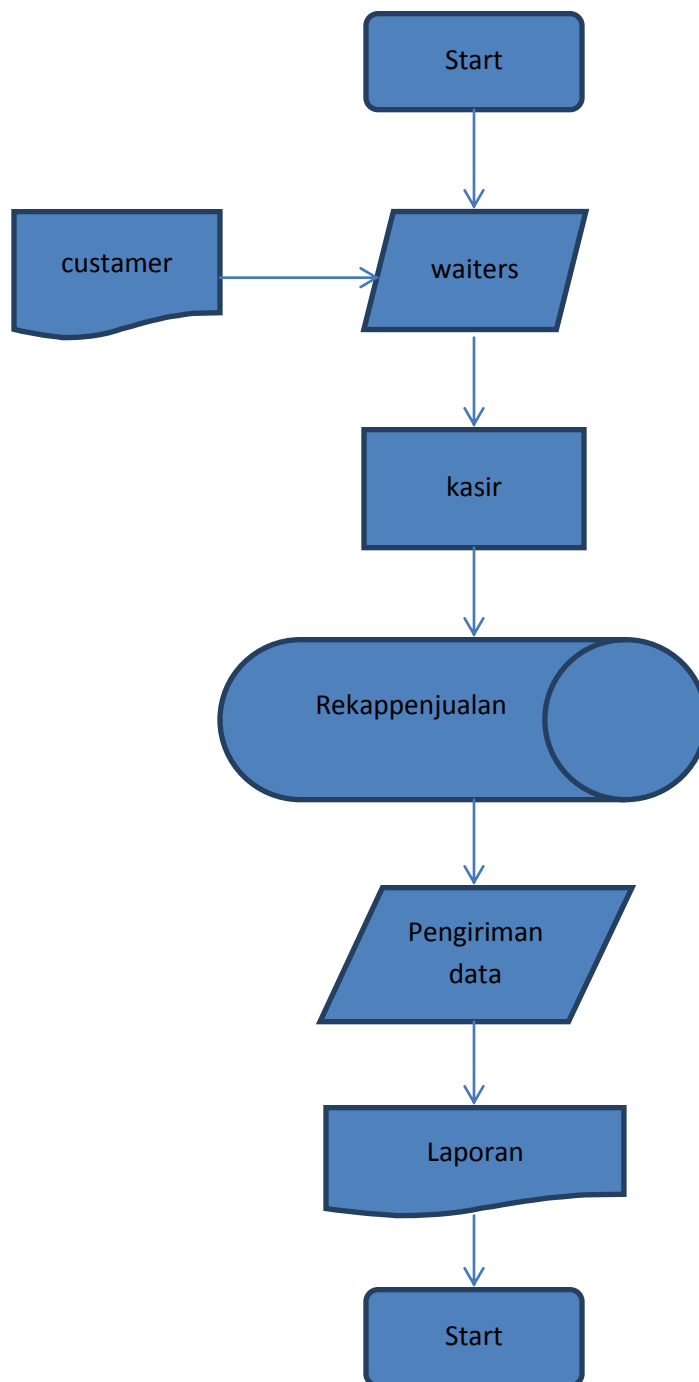 Start
custamer
waiters
kasir
Rekappenjualan
Pengiriman
data
Laporan
Start